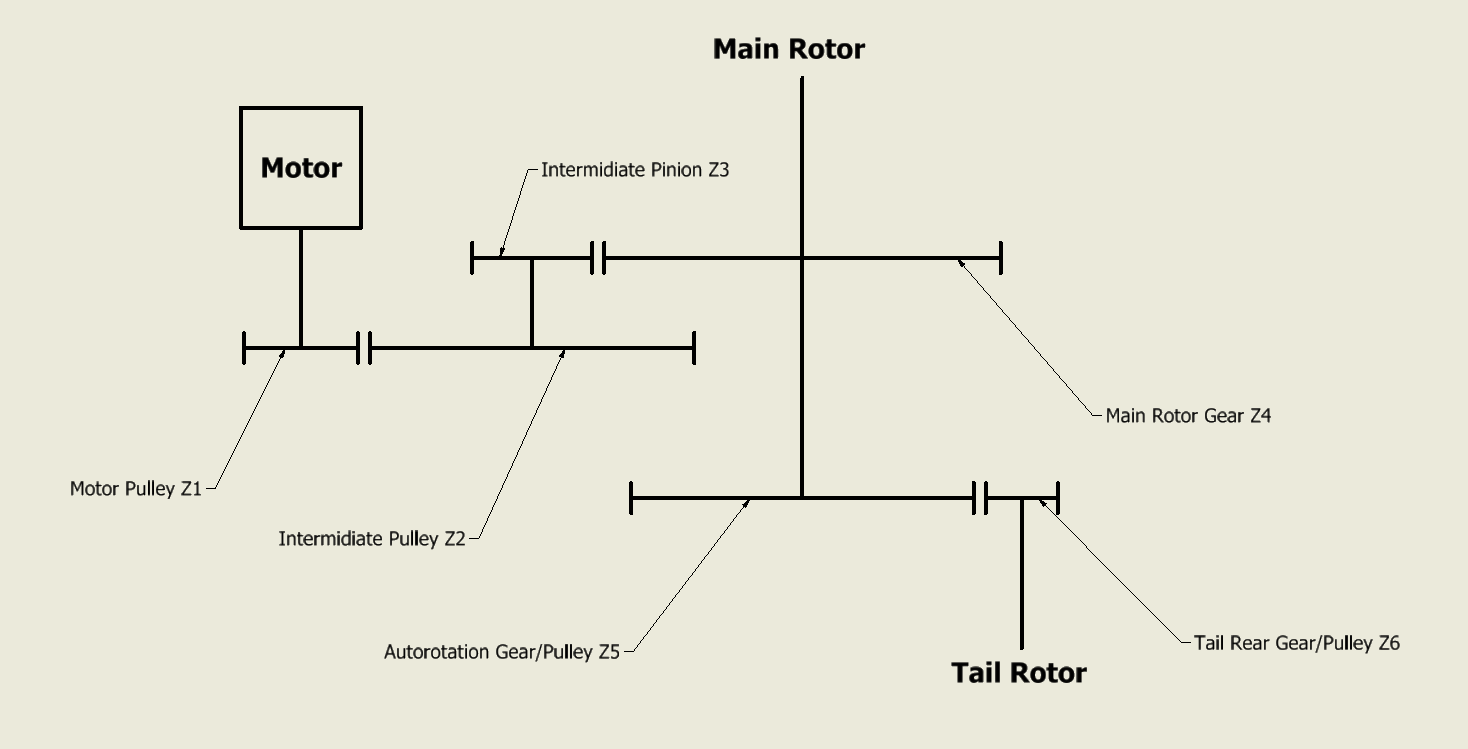 Main Rotor
Motor
Intermidiate Pinion Z3
Main Rotor Gear Z4
Motor Pulley Z1
Intermidiate Pulley Z2
Autorotation Gear/Pulley Z5
Tail Rear Gear/Pulley Z6
Tail Rotor